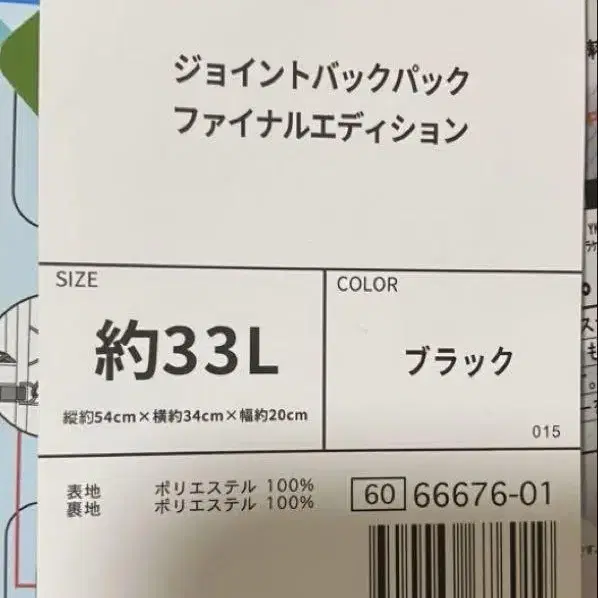 ジョイントバックパック
ファイナルエディション
SIZE
約33L
縦約54cm×横約34cm×幅約20cm
COLOR
ブラック
015
表地 ポリエステル 100%
裏地 ポリエステル 100%
60 66676-01